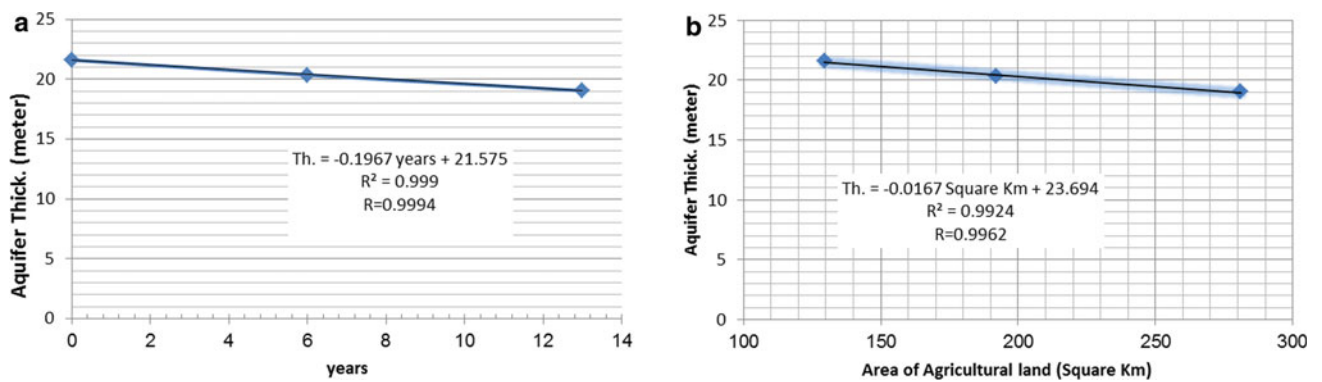 a
25
20
15
10
5
0
Aquifer Thick. (meter)
Th. = -0.1967 years + 21.575
R² = 0.999
R=0.9994
0 2 4 6 8 10 12 14
years
b
25
20
15
10
5
0
Aquifer Thick. (meter)
Th. = -0.0167 Square Km + 23.694
R² = 0.9924
R=0.9962
100 150 200 250 300
Area of Agricultural land (Square Km)